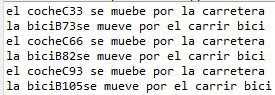 el cocheC33 se muebe por la carretera
la biciB73se mueve por el carrir bici
el cocheC66 se muebe por la carretera
la biciB82se mueve por el carrir bici
el cocheC93 se muebe por la carretera
la biciB105se mueve por el carrir bici